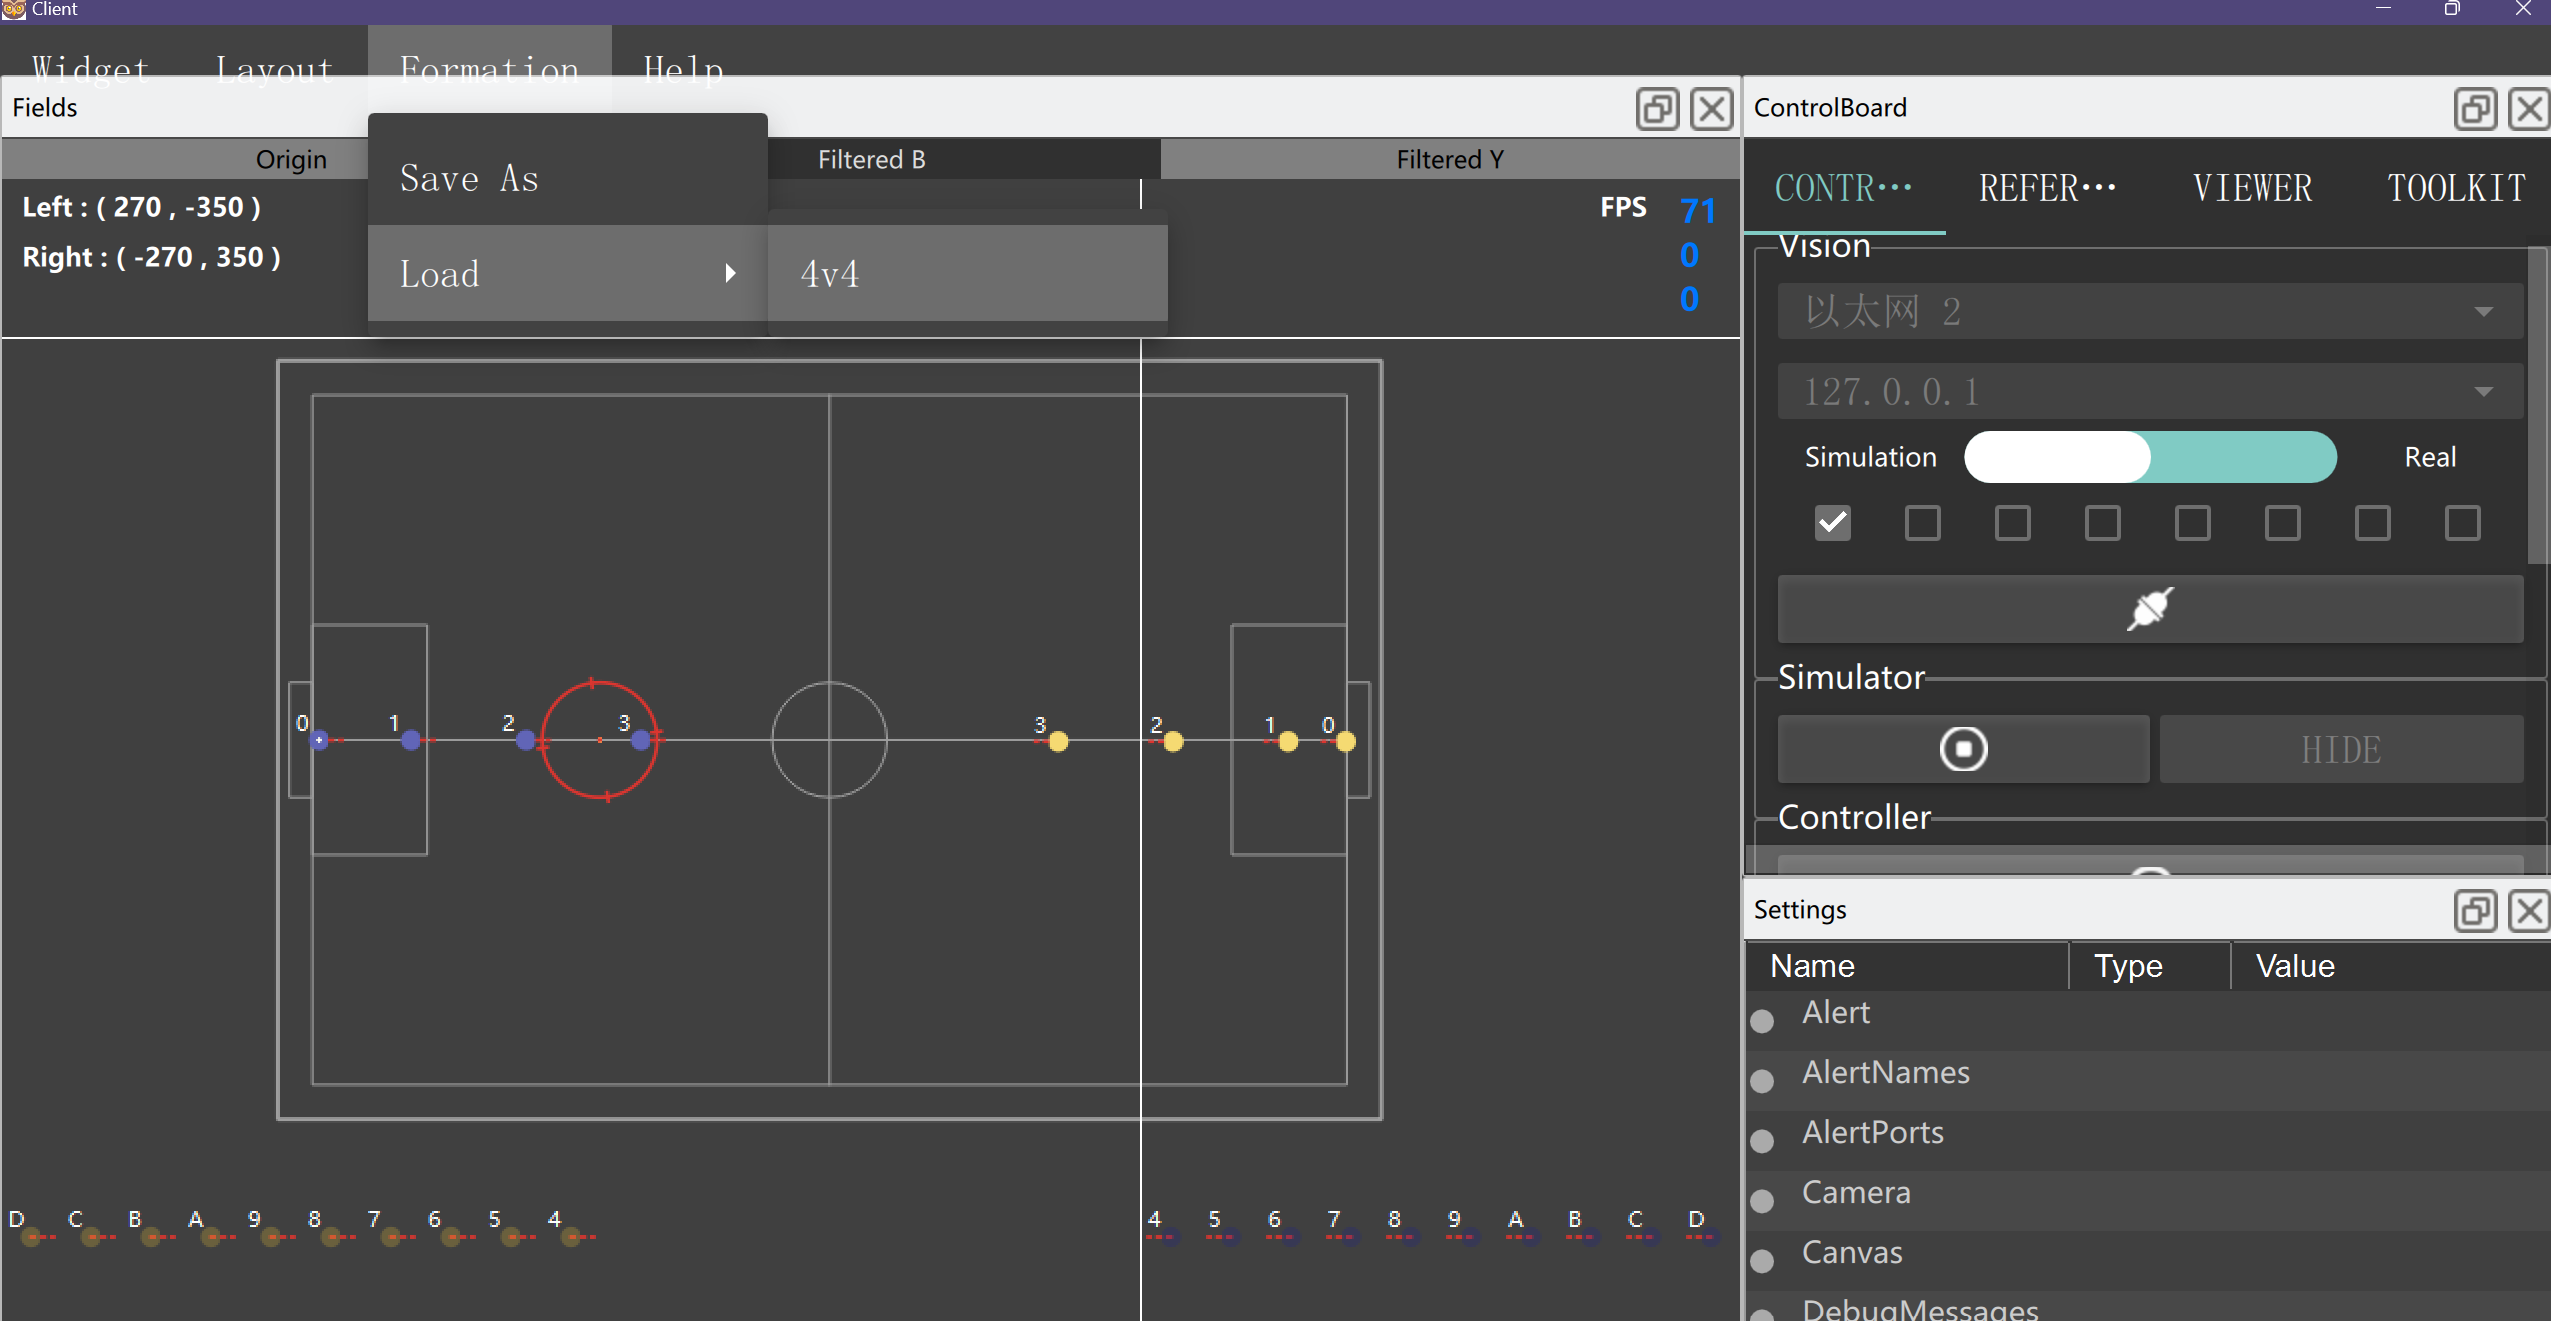 Client
Widget Layout Formation Help
Fields
ControlBoard
Origin
Filtered B
Filtered Y
Save As
Load
4v4
Left : ( 270 , -350 )
Right : ( -270 , 350 )
FPS 71
0
0
CONTR··· REFER··· VIEWER TOOLKIT
Vision
以太网 2
127.0.0.1
Simulation Real
Simulator
HIDE
Controller
0 1 2 3 3 2 1 0
D C B A 9 8 7 6 5 4 4 5 6 7 8 9 A B C D
Settings
Name Type Value
Alert
AlertNames
AlertPorts
Camera
Canvas
DebugMessages